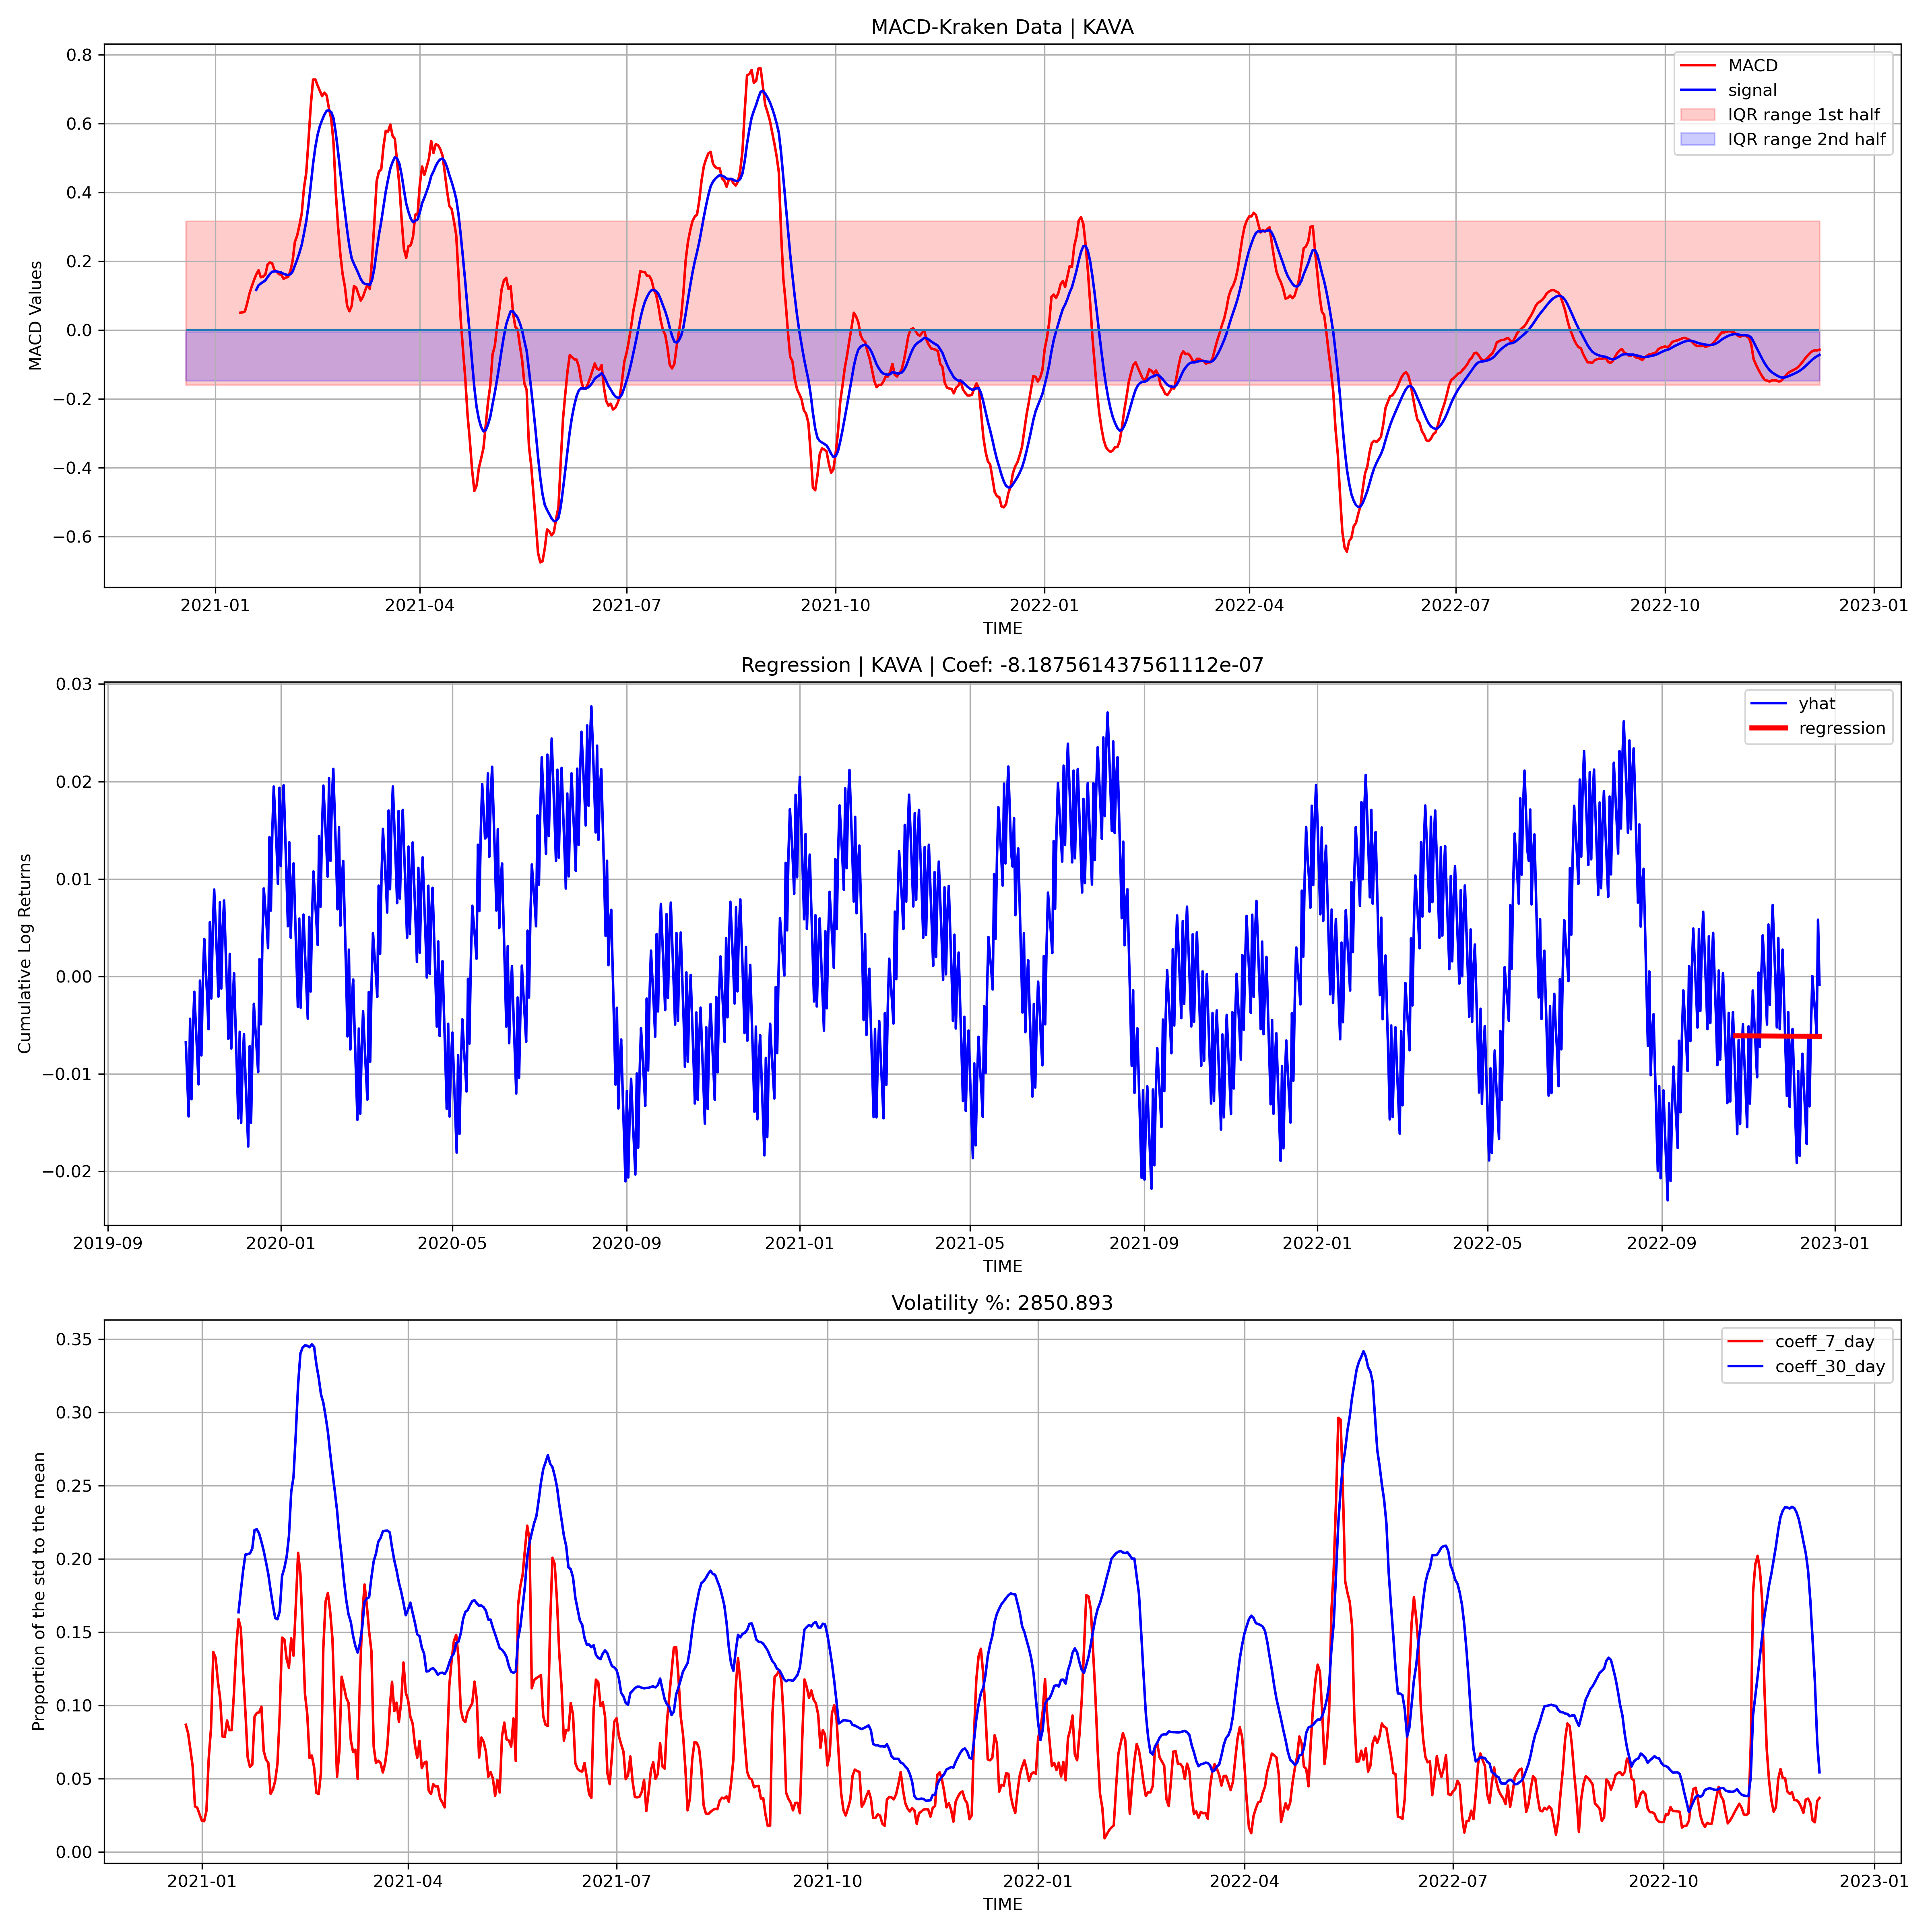 MACD-Kraken Data | KAVA
0.8
0.6
0.4
0.2
0.0
−0.2
−0.4
−0.6
MACD Values
MACD
signal
IQR range 1st half
IQR range 2nd half
2021-01 2021-04 2021-07 2021-10 2022-01 2022-04 2022-07 2022-10 2023-01
TIME
Regression | KAVA | Coef: -8.187561437561112e-07
0.03
0.02
0.01
0.00
−0.01
−0.02
Cumulative Log Returns
yhat
regression
2019-09 2020-01 2020-05 2020-09 2021-01 2021-05 2021-09 2022-01 2022-05 2022-09 2023-01
TIME
Volatility %: 2850.893
0.35
0.30
0.25
0.20
0.15
0.10
0.05
0.00
Proportion of the std to the mean
coeff_7_day
coeff_30_day
2021-01 2021-04 2021-07 2021-10 2022-01 2022-04 2022-07 2022-10 2023-01
TIME